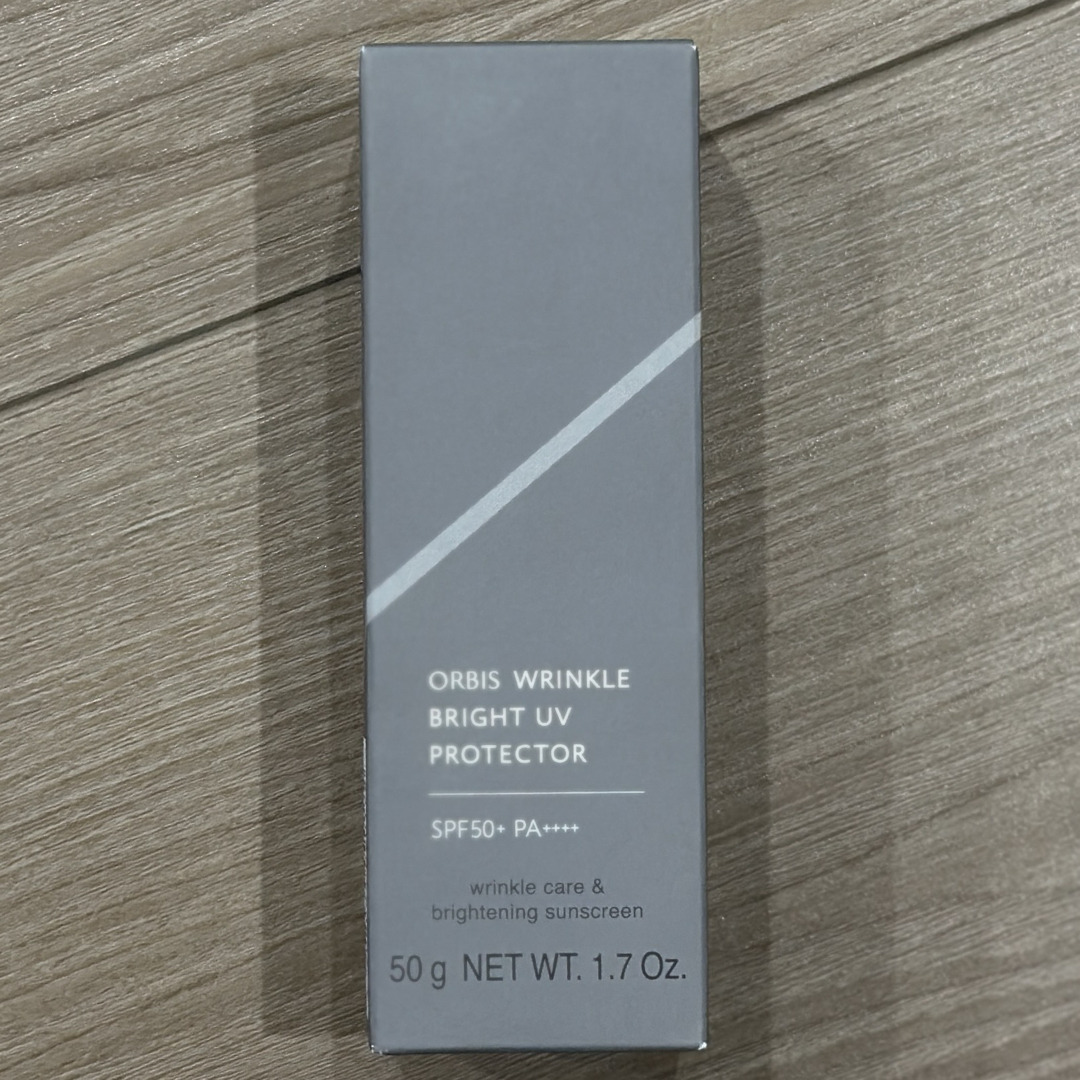 ORBIS WRINKLE
BRIGHT UV
PROTECTOR
SPF50+ PA++++
wrinkle care &
brightening sunscreen
50 g NET WT. 1.7 Oz.